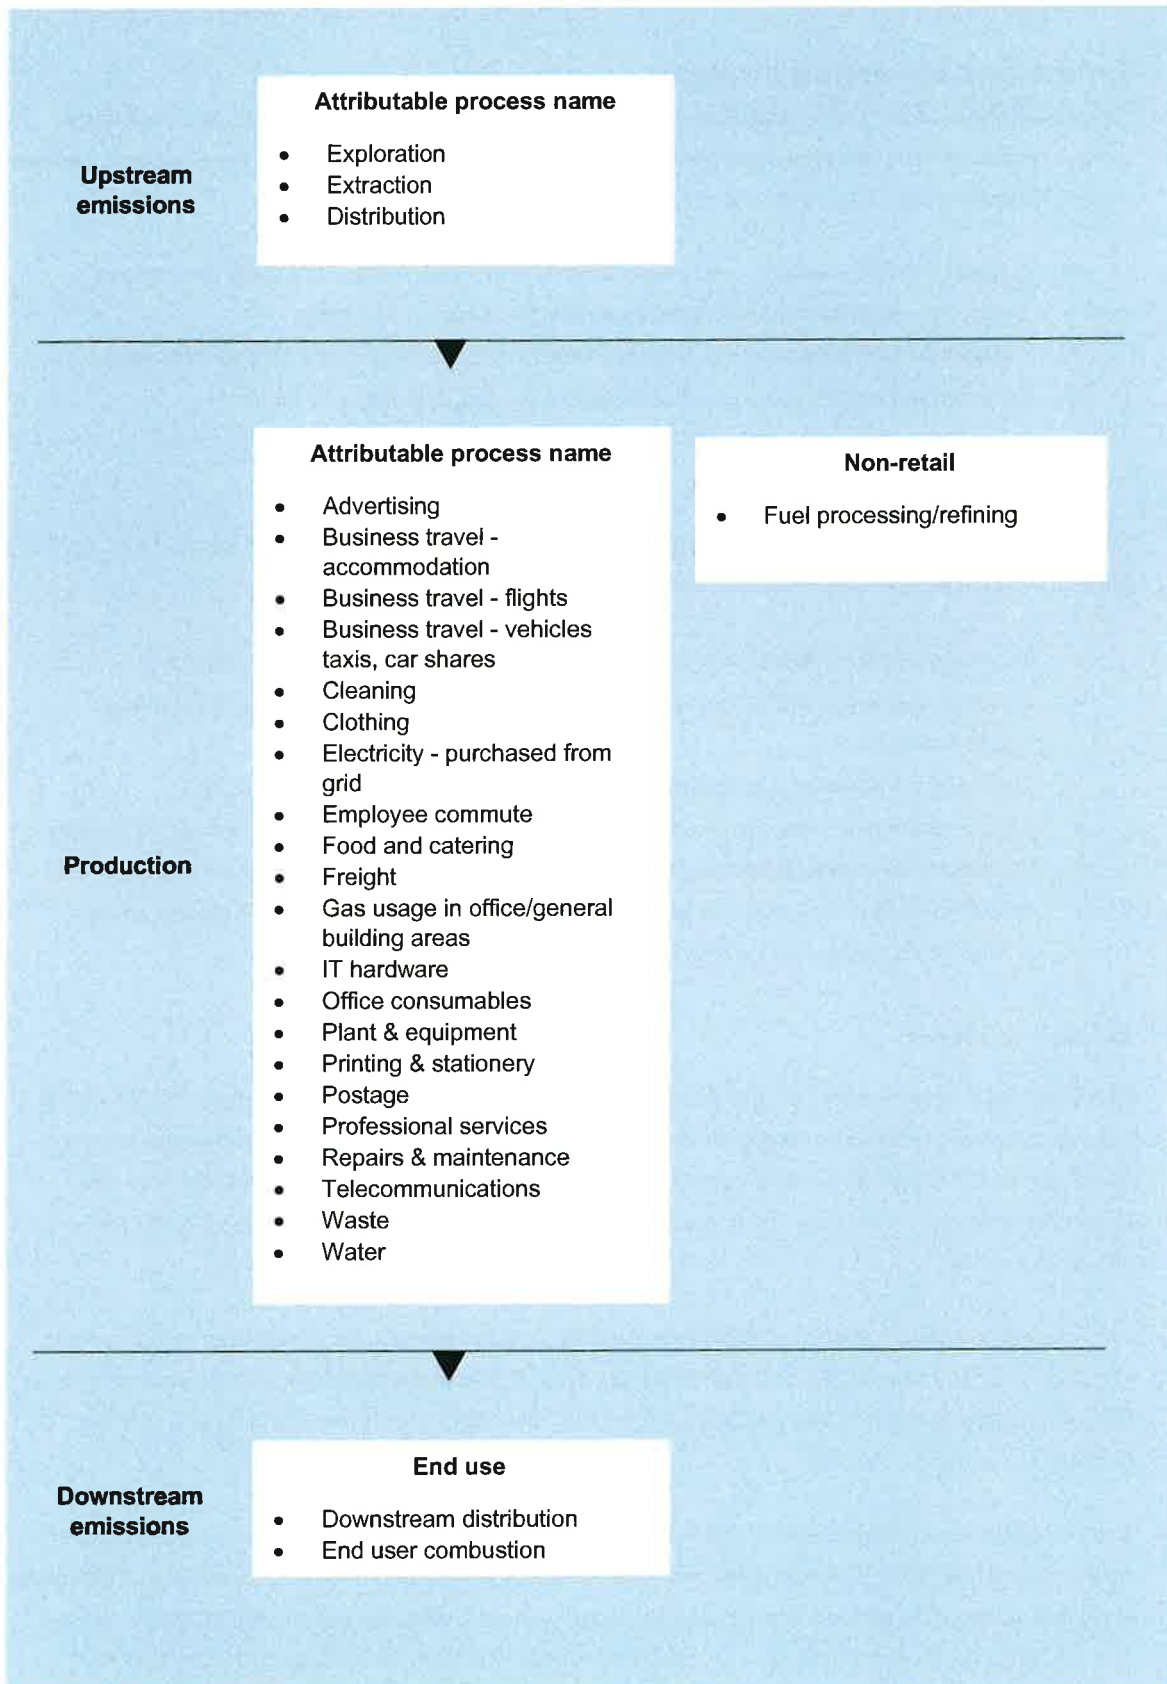 Upstream
emissions
Attributable process name
• Exploration
• Extraction
• Distribution
Production
Attributable process name
• Advertising
• Business travel -
accommodation
• Business travel - flights
• Business travel - vehicles
taxis, car shares
• Cleaning
• Clothing
• Electricity - purchased from
grid
• Employee commute
• Food and catering
• Freight
• Gas usage in office/general
building areas
• IT hardware
• Office consumables
• Plant & equipment
• Printing & stationery
• Postage
• Professional services
• Repairs & maintenance
• Telecommunications
• Waste
• Water
Non-retail
• Fuel processing/refining
Downstream
emissions
End use
• Downstream distribution
• End user combustion